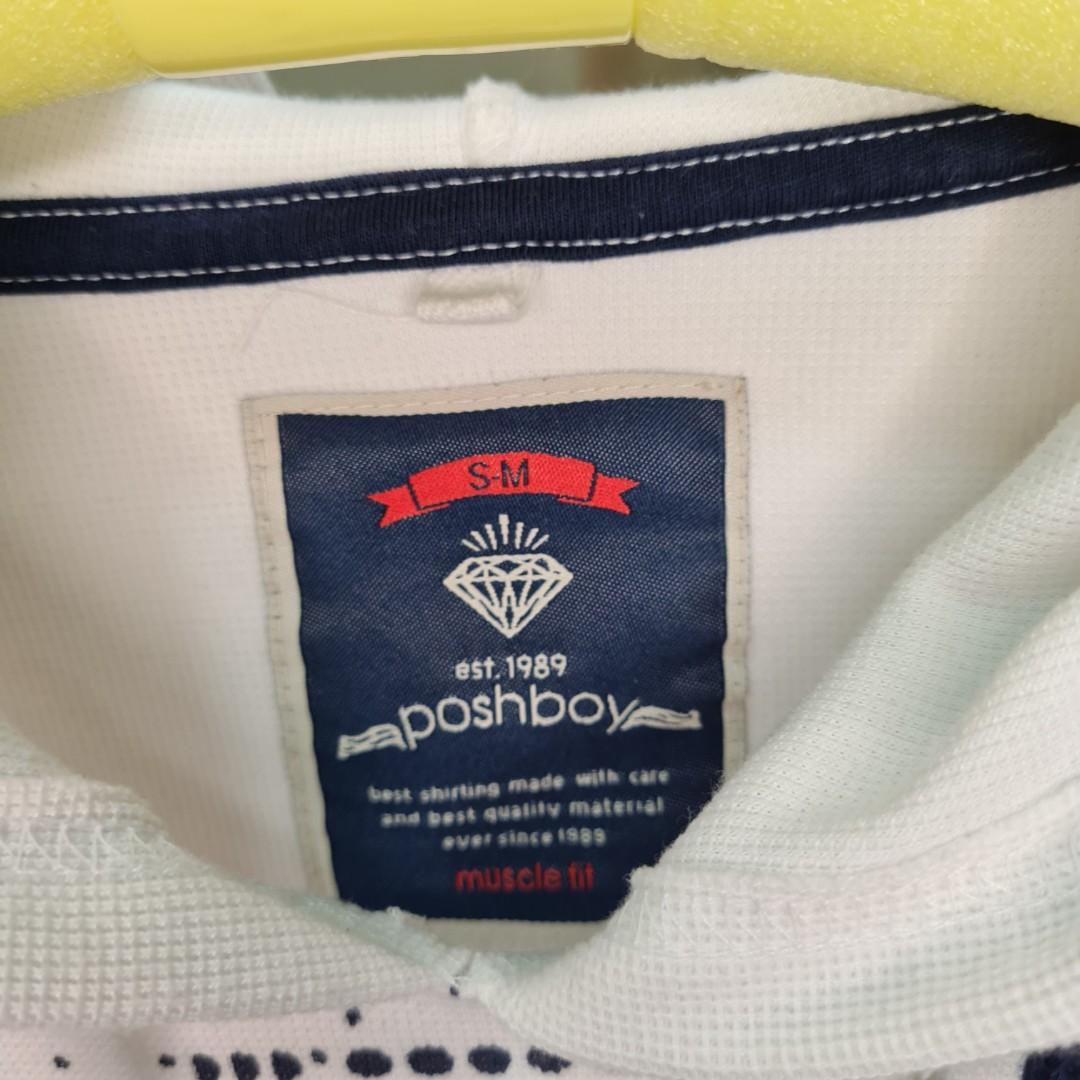 S-M
est. 1989
poshboy
best shirting made with care
and best quality material
ever since 1989
muscle fit